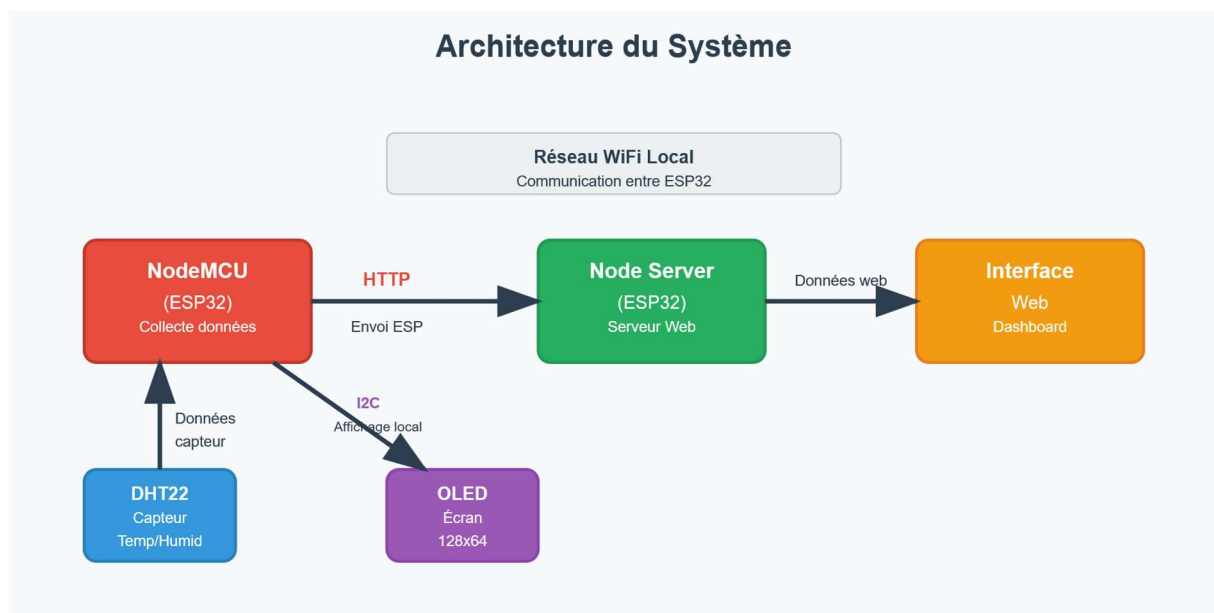 Architecture du Système
Réseau WiFi Local
Communication entre ESP32
NodeMCU
(ESP32)
Collecte données
HTTP
Envoi ESP
Node Server
(ESP32)
Serveur Web
Données web
Interface
Web
Dashboard
Données
capteur
I2C
Affichage local
DHT22
Capteur
Temp/Humid
OLED
Écran
128x64